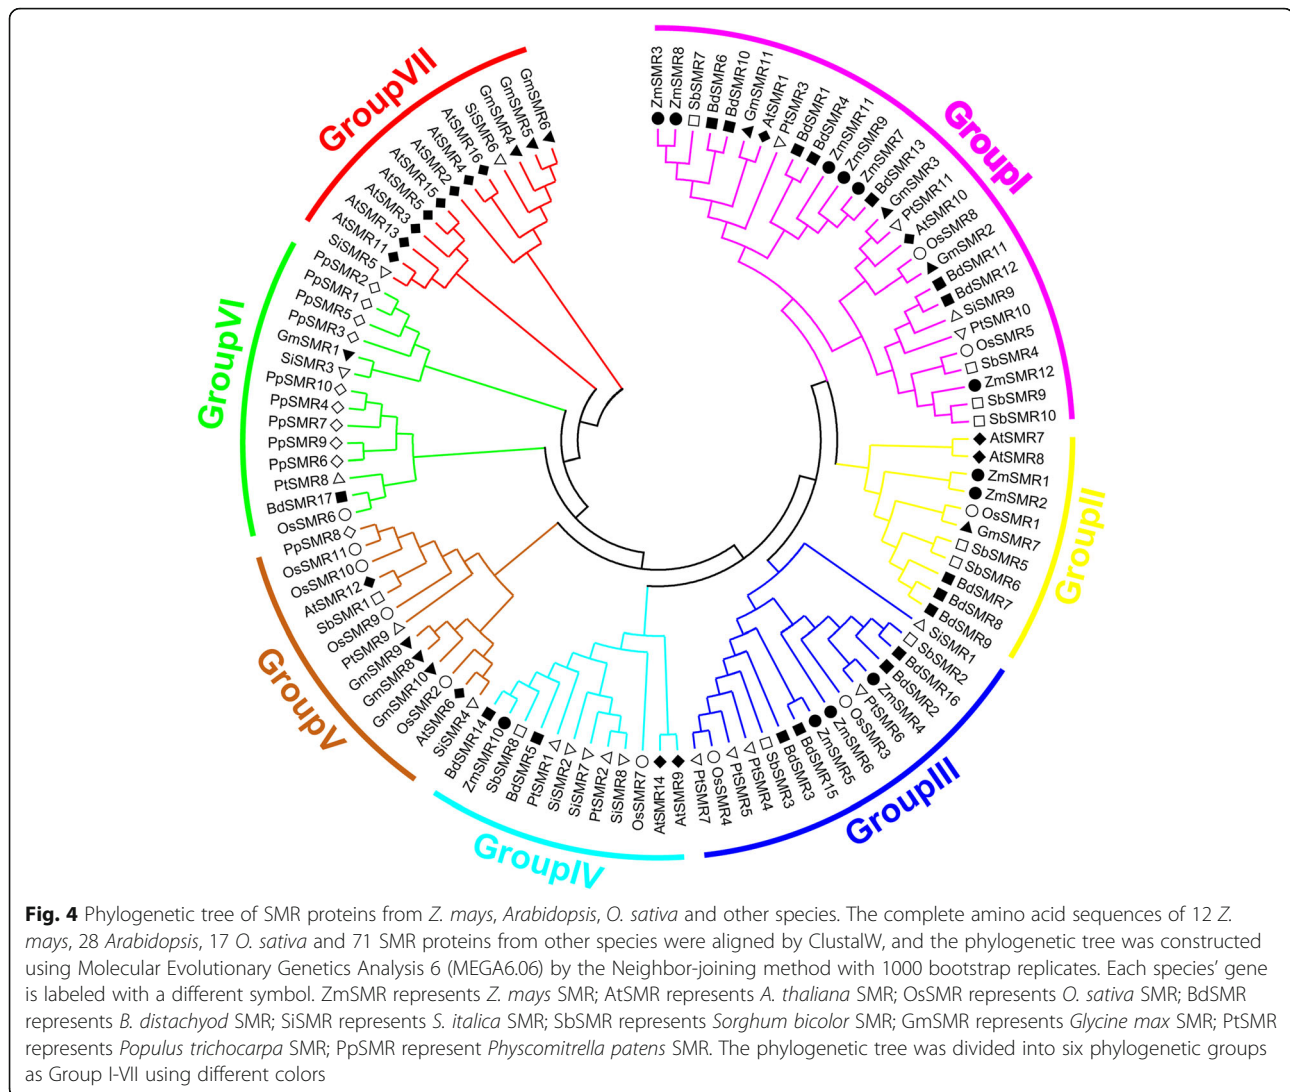 GroupI
ZmSMR3
ZmSMR8
SbSMR7
BdSMR6
BdSMR10
GmSMR11
AtSMR1
PtSMR3
BdSMR1
BdSMR4
ZmSMR11
ZmSMR9
ZmSMR7
BdSMR13
GmSMR3
PtSMR11
AtSMR10
OsSMR8
GmSMR2
BdSMR11
BdSMR12
SiSMR9
PtSMR10
OsSMR5
SbSMR4
ZmSMR12
SbSMR9
SbSMR10
GroupII
AtSMR7
AtSMR8
ZmSMR1
ZmSMR2
OsSMR1
GmSMR7
SbSMR5
SbSMR6
BdSMR7
BdSMR8
BdSMR9
GroupIII
SiSMR1
SbSMR2
BdSMR16
BdSMR2
ZmSMR4
PtSMR6
OsSMR3
ZmSMR6
ZmSMR5
BdSMR15
BdSMR3
SbSMR3
PtSMR4
PtSMR5
OsSMR4
PtSMR7
GroupIV
AtSMR9
AtSMR14
OsSMR7
SiSMR8
PtSMR2
SiSMR7
SiSMR2
PtSMR1
BdSMR5
SbSMR8
ZmSMR10
BdSMR14
GroupV
SiSMR4
AtSMR6
OsSMR2
GmSMR10
GmSMR8
GmSMR9
PtSMR9
OsSMR9
SbSMR1
AtSMR12
OsSMR10
OsSMR11
PpSMR8
GroupVI
OsSMR6
BdSMR17
PtSMR8
PpSMR6
PpSMR9
PpSMR7
PpSMR4
PpSMR10
SiSMR3
GmSMR1
PpSMR3
PpSMR5
PpSMR1
PpSMR2
GroupVII
SiSMR5
AtSMR11
AtSMR13
AtSMR3
AtSMR5
AtSMR15
AtSMR2
AtSMR4
AtSMR16
SiSMR6
GmSMR4
GmSMR5
GmSMR6
Fig. 4 Phylogenetic tree of SMR proteins from Z. mays, Arabidopsis, O. sativa and other species. The complete amino acid sequences of 12 Z.
mays, 28 Arabidopsis, 17 O. sativa and 71 SMR proteins from other species were aligned by ClustalW, and the phylogenetic tree was constructed
using Molecular Evolutionary Genetics Analysis 6 (MEGA6.06) by the Neighbor-joining method with 1000 bootstrap replicates. Each species' gene
is labeled with a different symbol. ZmSMR represents Z. mays SMR; AtSMR represents A. thaliana SMR; OsSMR represents O. sativa SMR; BdSMR
represents B. distachyod SMR; SiSMR represents S. italica SMR; SbSMR represents Sorghum bicolor SMR; GmSMR represents Glycine max SMR; PtSMR
represents Populus trichocarpa SMR; PpSMR represent Physcomitrella patens SMR. The phylogenetic tree was divided into six phylogenetic groups
as Group I-VII using different colors